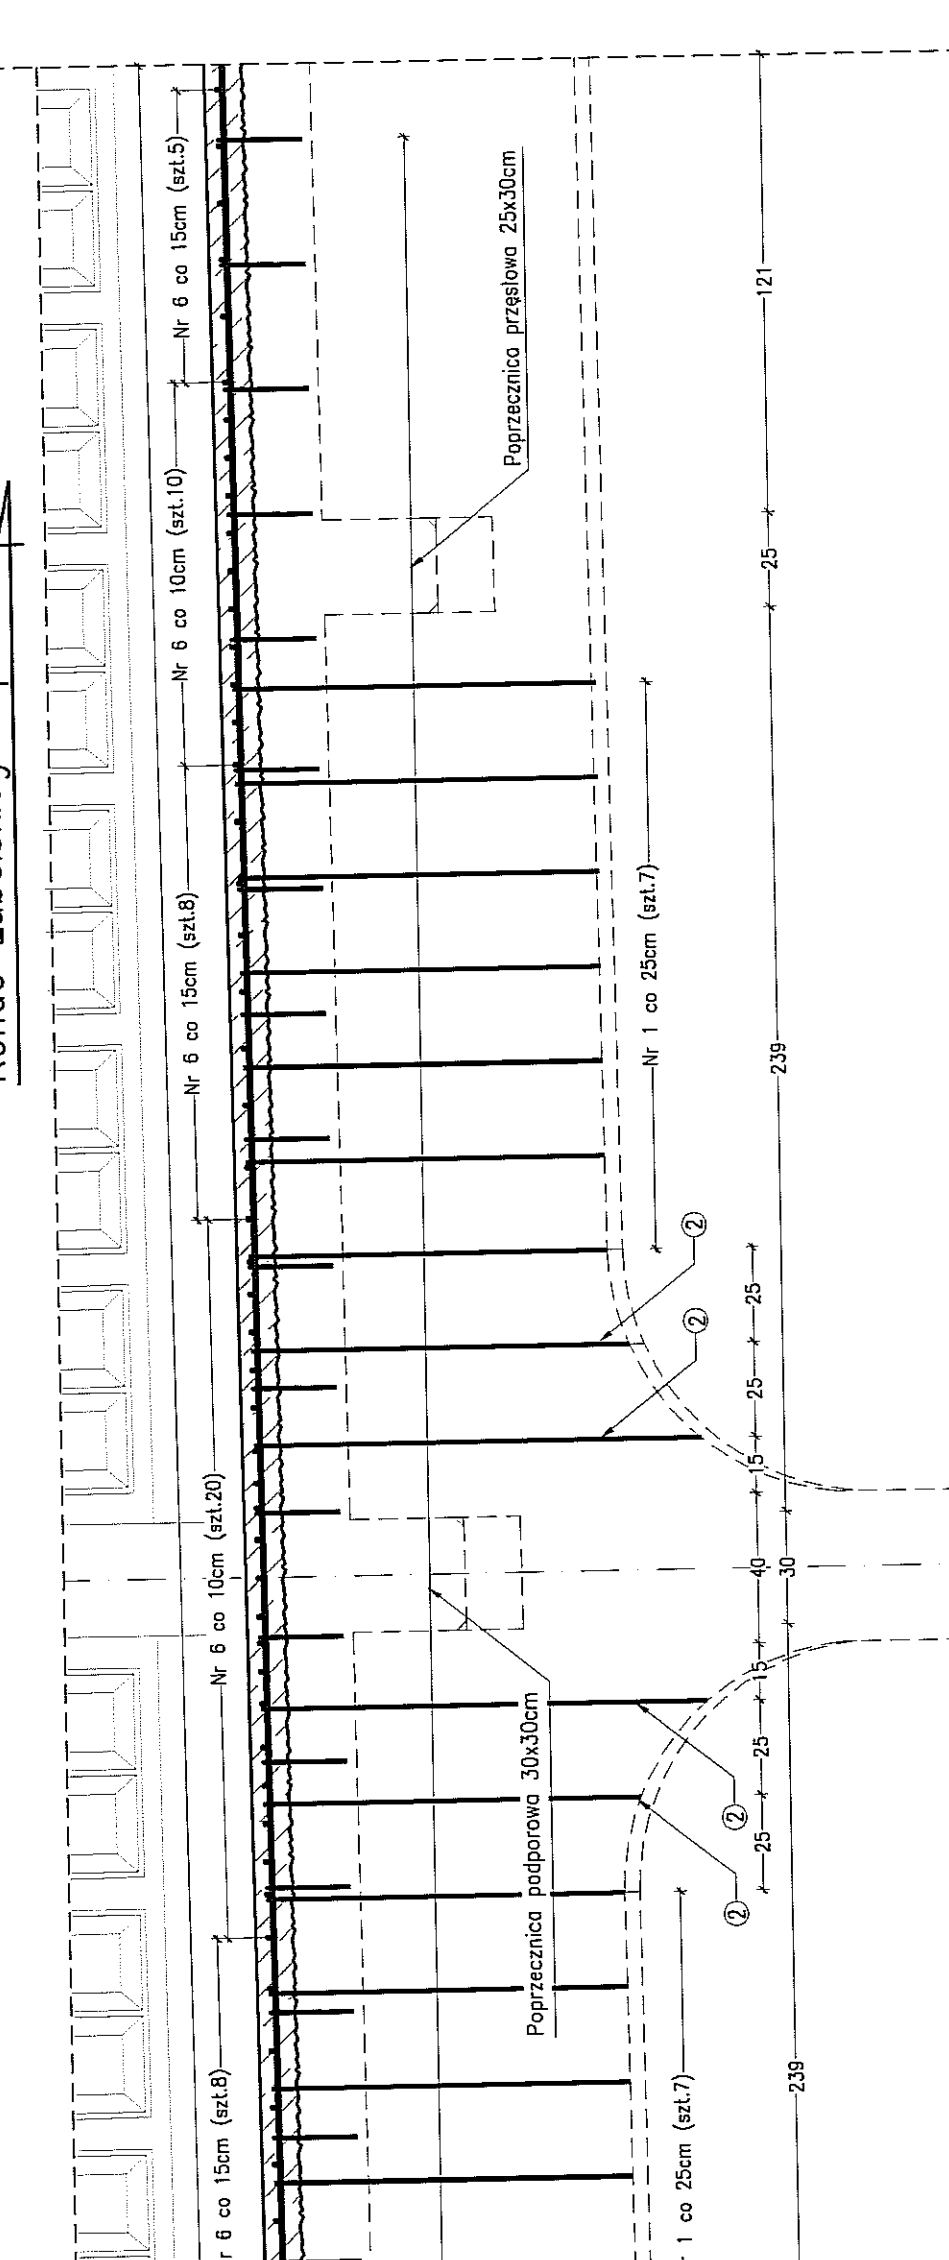 Nr 6 co 15cm (szt.5)
Nr 6 co 10cm (szt.10)
Nr 6 co 15cm (szt.8)
Nr 6 co 10cm (szt.20)
r 6 co 15cm (szt.8)
Poprzecznica przęsłowa 25x30cm
Poprzecznica podporowa 30x30cm
Nr 1 co 25cm (szt.7)
r 1 co 25cm (szt.7)
2
2
2
2
25
25
15
40
15
25
25
121
25
239
30
239